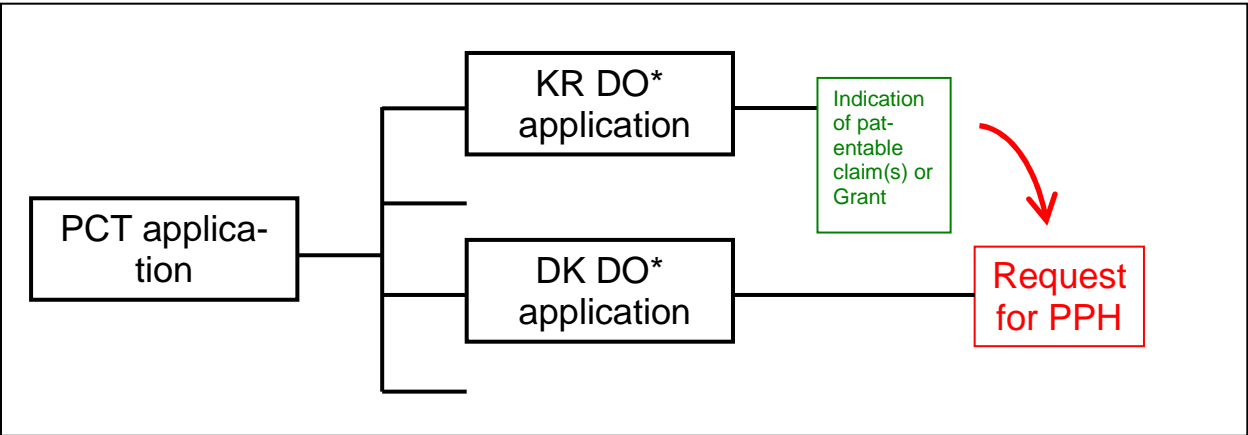 KR DO*
application
Indication
of pat-
entable
claim(s) or
Grant
PCT applica-
tion
DK DO*
application
Request
for PPH